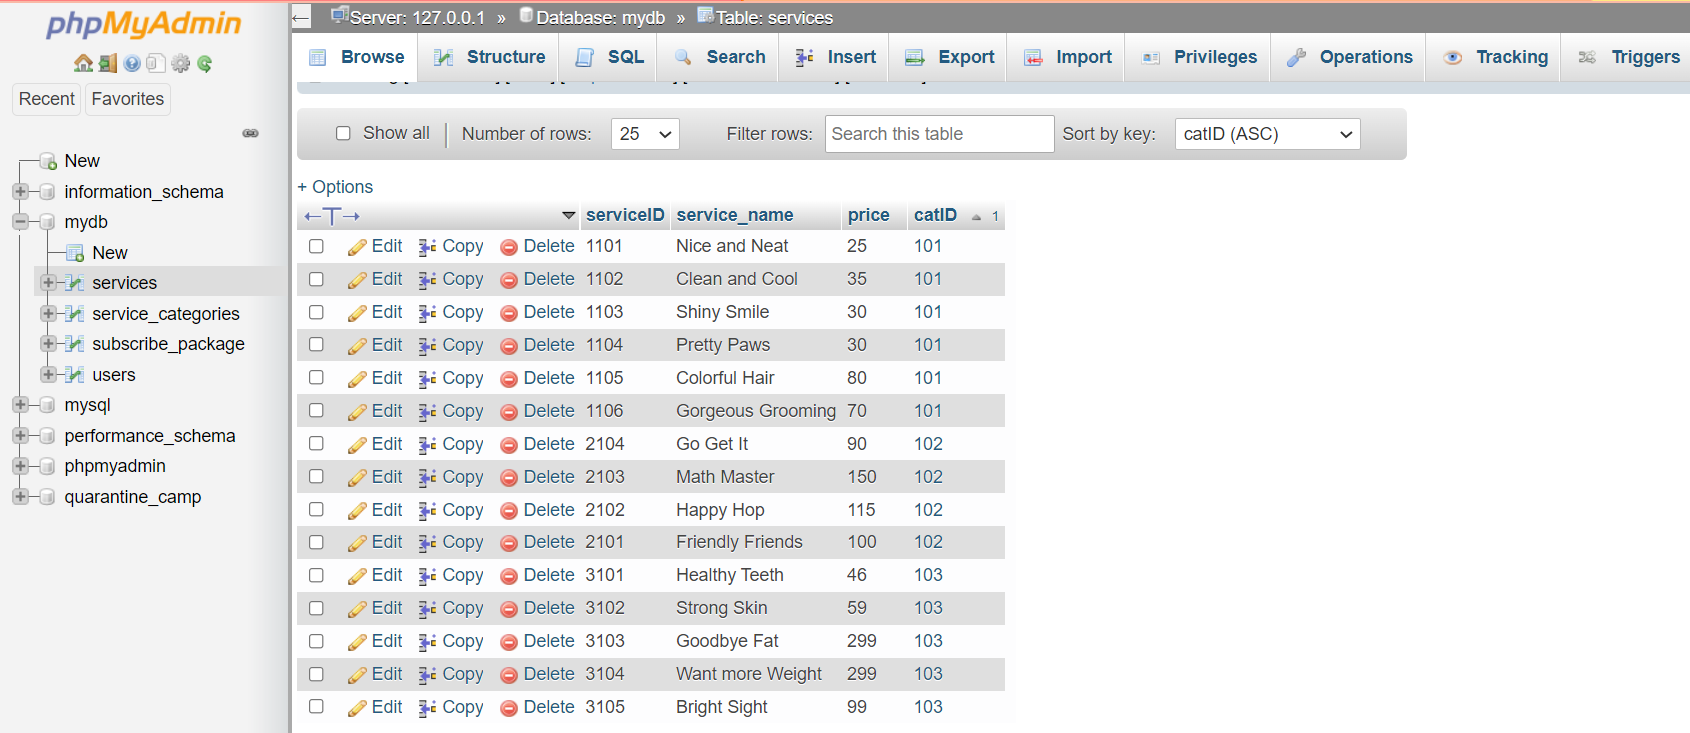 phpMyAdmin
Recent Favorites
New
information_schema
mydb
New
services
service_categories
subscribe_package
users
mysql
performance_schema
phpmyadmin
quarantine_camp
Server: 127.0.0.1 » Database: mydb » Table: services
Browse Structure SQL Search Insert Export Import Privileges Operations Tracking Triggers
Show all Number of rows: 25 Filter rows: Search this table Sort by key: catID (ASC)
+ Options
←T→ serviceID service_name price catID 1
Edit Copy Delete 1101 Nice and Neat 25 101
Edit Copy Delete 1102 Clean and Cool 35 101
Edit Copy Delete 1103 Shiny Smile 30 101
Edit Copy Delete 1104 Pretty Paws 30 101
Edit Copy Delete 1105 Colorful Hair 80 101
Edit Copy Delete 1106 Gorgeous Grooming 70 101
Edit Copy Delete 2104 Go Get It 90 102
Edit Copy Delete 2103 Math Master 150 102
Edit Copy Delete 2102 Happy Hop 115 102
Edit Copy Delete 2101 Friendly Friends 100 102
Edit Copy Delete 3101 Healthy Teeth 46 103
Edit Copy Delete 3102 Strong Skin 59 103
Edit Copy Delete 3103 Goodbye Fat 299 103
Edit Copy Delete 3104 Want more Weight 299 103
Edit Copy Delete 3105 Bright Sight 99 103